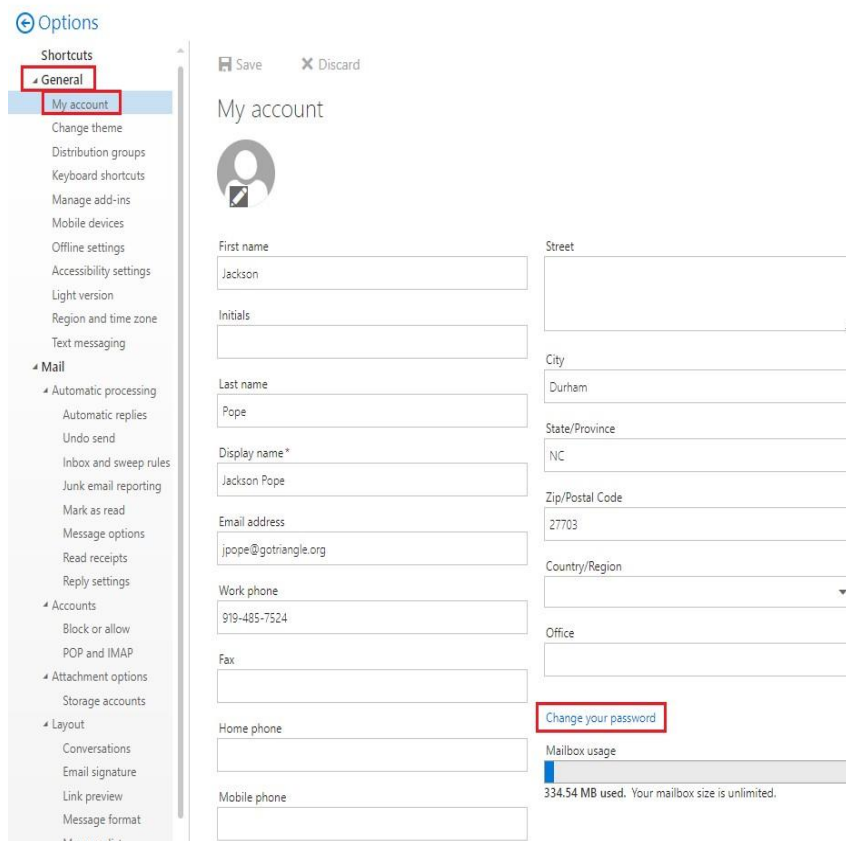 Options
Shortcuts
General
My account
Change theme
Distribution groups
Keyboard shortcuts
Manage add-ins
Mobile devices
Offline settings
Accessibility settings
Light version
Region and time zone
Text messaging
Mail
Automatic processing
Automatic replies
Undo send
Inbox and sweep rules
Junk email reporting
Mark as read
Message options
Read receipts
Reply settings
Accounts
Block or allow
POP and IMAP
Attachment options
Storage accounts
Layout
Conversations
Email signature
Link preview
Message format
Save Discard
My account
First name
Jackson
Initials
Last name
Pope
Display name*
Jackson Pope
Email address
jpope@gotriangle.org
Work phone
919-485-7524
Fax
Home phone
Mobile phone
Street
City
Durham
State/Province
NC
Zip/Postal Code
27703
Country/Region
Office
Change your password
Mailbox usage
334.54 MB used. Your mailbox size is unlimited.